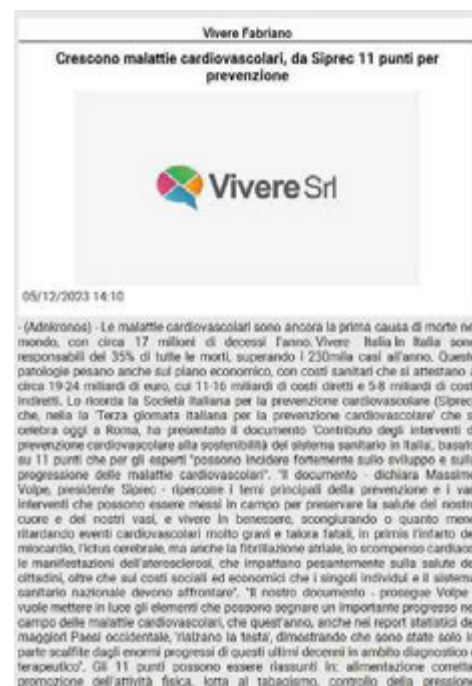 Vivere Fabriano
Crescono malattie cardiovascolari, da Siprec 11 punti per
prevenzione
Vivere Srl
05/12/2023 14:10
- (Adnkronos) - Le malattie cardiovascolari sono ancora la prima causa di morte nel
mondo, con circa 17 milioni di decessi l'anno. Vivere Italia In Italia sono
responsabili del 35% di tutte le morti, superando i 230mila casi all'anno. Queste
patologie pesano anche sul piano economico, con costi sanitari che si attestano a
circa 19-24 miliardi di euro, cui 11-16 miliardi di costi diretti e 5-8 miliardi di costi
indiretti. Lo ricorda la Società italiana per la prevenzione cardiovascolare (Siprec)
che, nella la 'Terza giornata italiana per la prevenzione cardiovascolare' che si
celebra oggi a Roma, ha presentato il documento 'Contributo degli interventi di
prevenzione cardiovascolare alla sostenibilità del sistema sanitario in Italia', basato
su 11 punti che per gli esperti "possono incidere fortemente sullo sviluppo e sulla
progressione delle malattie cardiovascolari". "Il documento - dichiara Massimo
Volpe, presidente Siprec - ripercorre i temi principali della prevenzione e i vari
interventi che possono essere messi in campo per preservare la salute del nostro
cuore e dei nostri vasi, e vivere in benessere, scongiurando o quanto meno
ritardando eventi cardiovascolari molto gravi e talora fatali, in primis l'infarto del
miocardio, l'ictus cerebrale, ma anche la fibrillazione atriale, lo scompenso cardiaco,
le manifestazioni dell'aterosclerosi, che impattano pesantemente sulla salute dei
cittadini, oltre che sui costi sociali ed economici che i singoli individui e il sistema
sanitario nazionale devono affrontare". "Il nostro documento - prosegue Volpe -
vuole mettere in luce gli elementi che possono segnare un importante progresso nel
campo delle malattie cardiovascolari, che quest'anno, anche nei report statistici dei
maggiori Paesi occidentale, 'rialzano la testa', dimostrando che sono state solo in
parte scalfite dagli enormi progressi di questi ultimi decenni in ambito diagnostico e
terapeutico". Gli 11 punti possono essere riassunti in: alimentazione corretta,
promozione dell'attività fisica, lotta al tabagismo, controllo della pressione